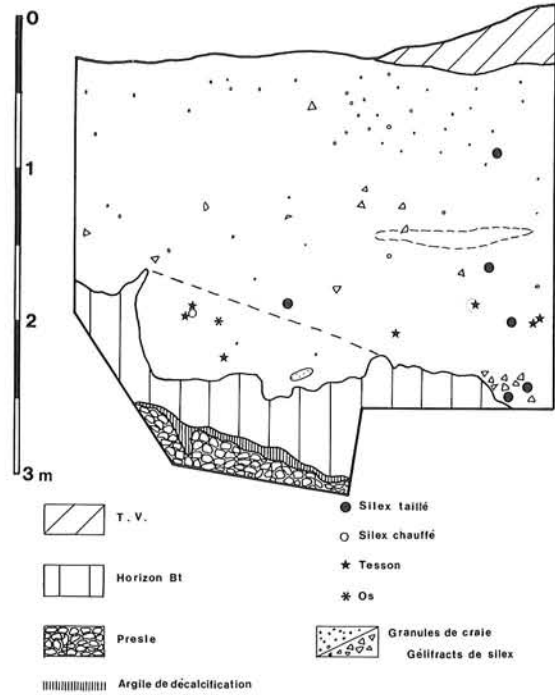 0
1
2
3 m
T. V.
Horizon Bt
Presle
Argile de décalcification
Silex taillé
Silex chauffé
Tesson
Os
Granules de craie
Gélifracts de silex